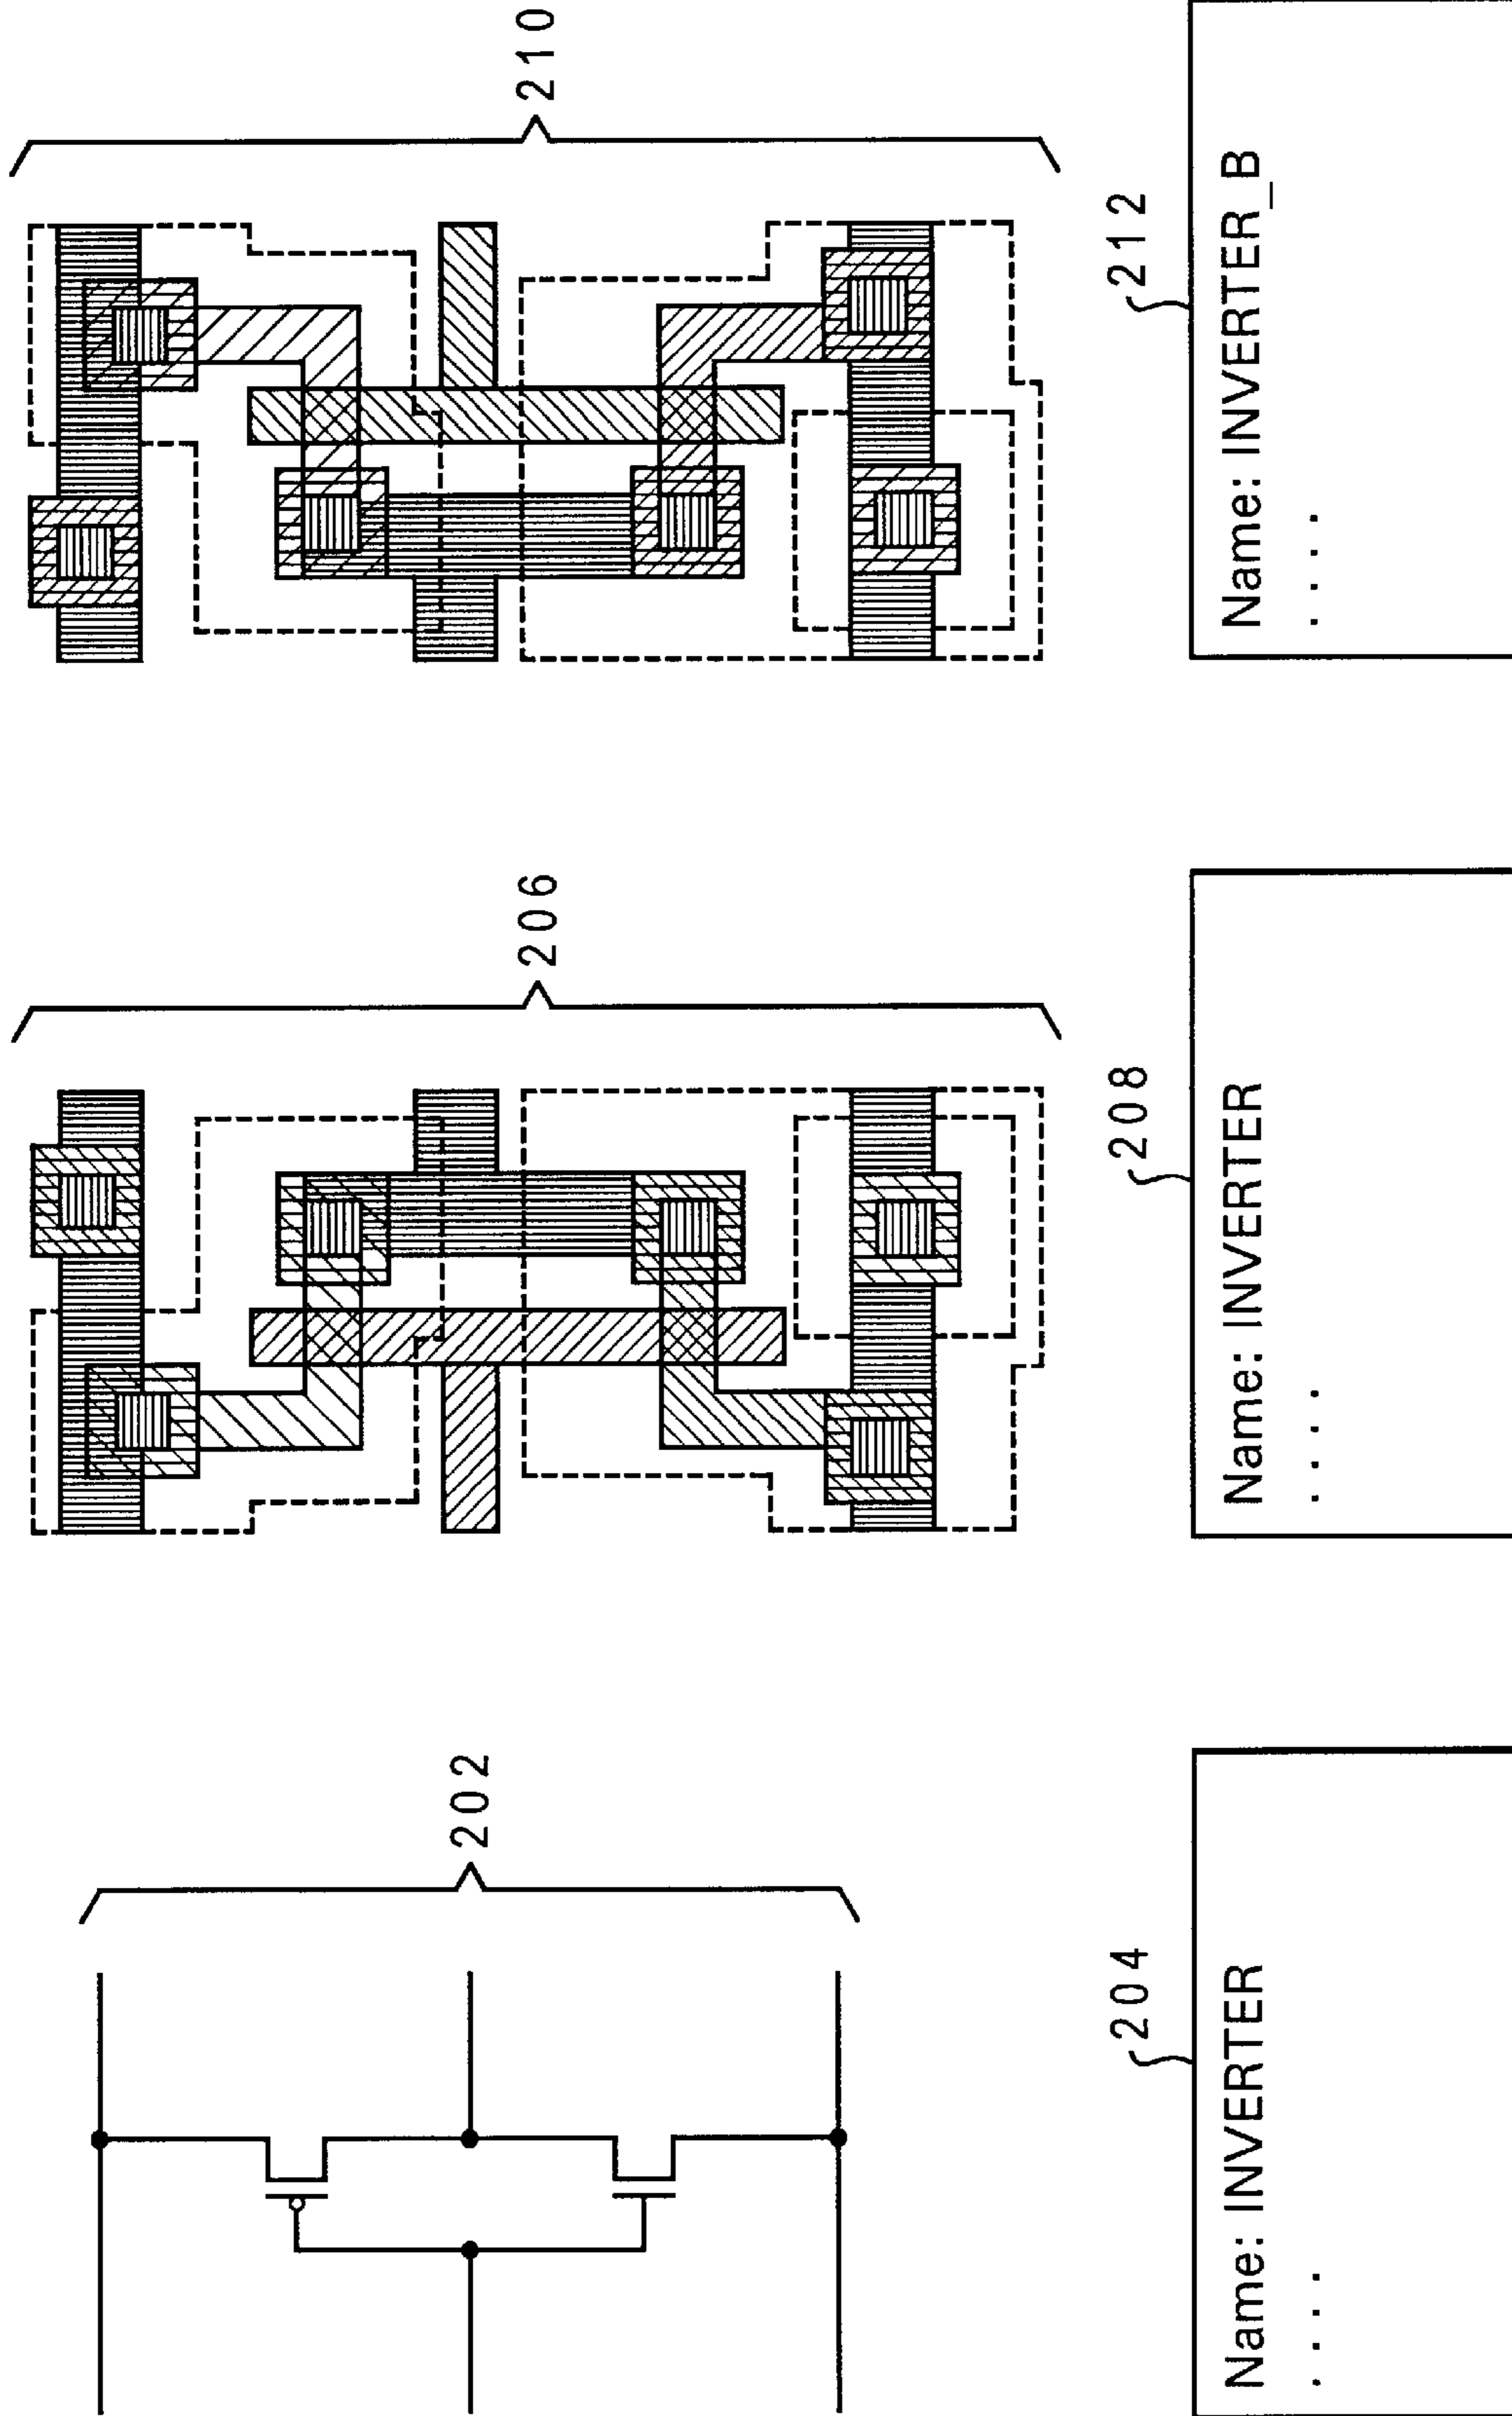 202
206
210
204
Name: INVERTER
. . . .
208
Name: INVERTER
. . . .
212
Name: INVERTER_B
. . . .